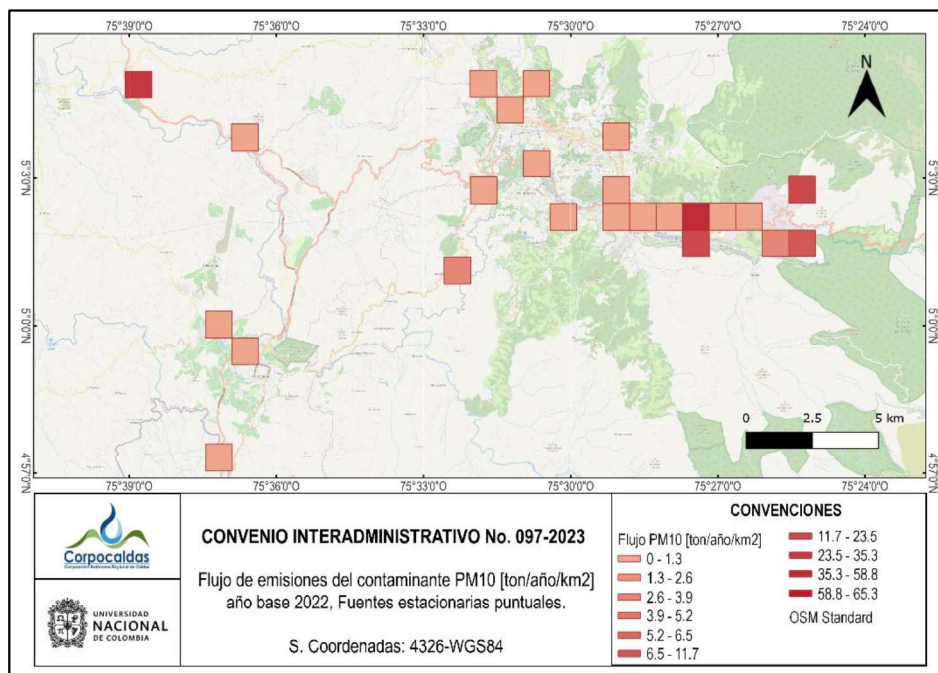 75°39'0"O 75°36'0"O 75°33'0"O 75°30'0"O 75°27'0"O 75°24'0"O
N
5°3'0"N 5°3'0"N
5°0'0"N 5°0'0"N
0 2.5 5 km
4°57'0"N 4°57'0"N
75°39'0"O 75°36'0"O 75°33'0"O 75°30'0"O 75°27'0"O 75°24'0"O
Corpocaldas
Corporación Autónoma Regional de Caldas
UNIVERSIDAD
NACIONAL
DE COLOMBIA
CONVENIO INTERADMINISTRATIVO No. 097-2023
Flujo de emisiones del contaminante PM10 [ton/año/km2]
año base 2022, Fuentes estacionarias puntuales.
S. Coordenadas: 4326-WGS84
CONVENCIONES
Flujo PM10 [ton/año/km2]
0 - 1.3
1.3 - 2.6
2.6 - 3.9
3.9 - 5.2
5.2 - 6.5
6.5 - 11.7
11.7 - 23.5
23.5 - 35.3
35.3 - 58.8
58.8 - 65.3
OSM Standard